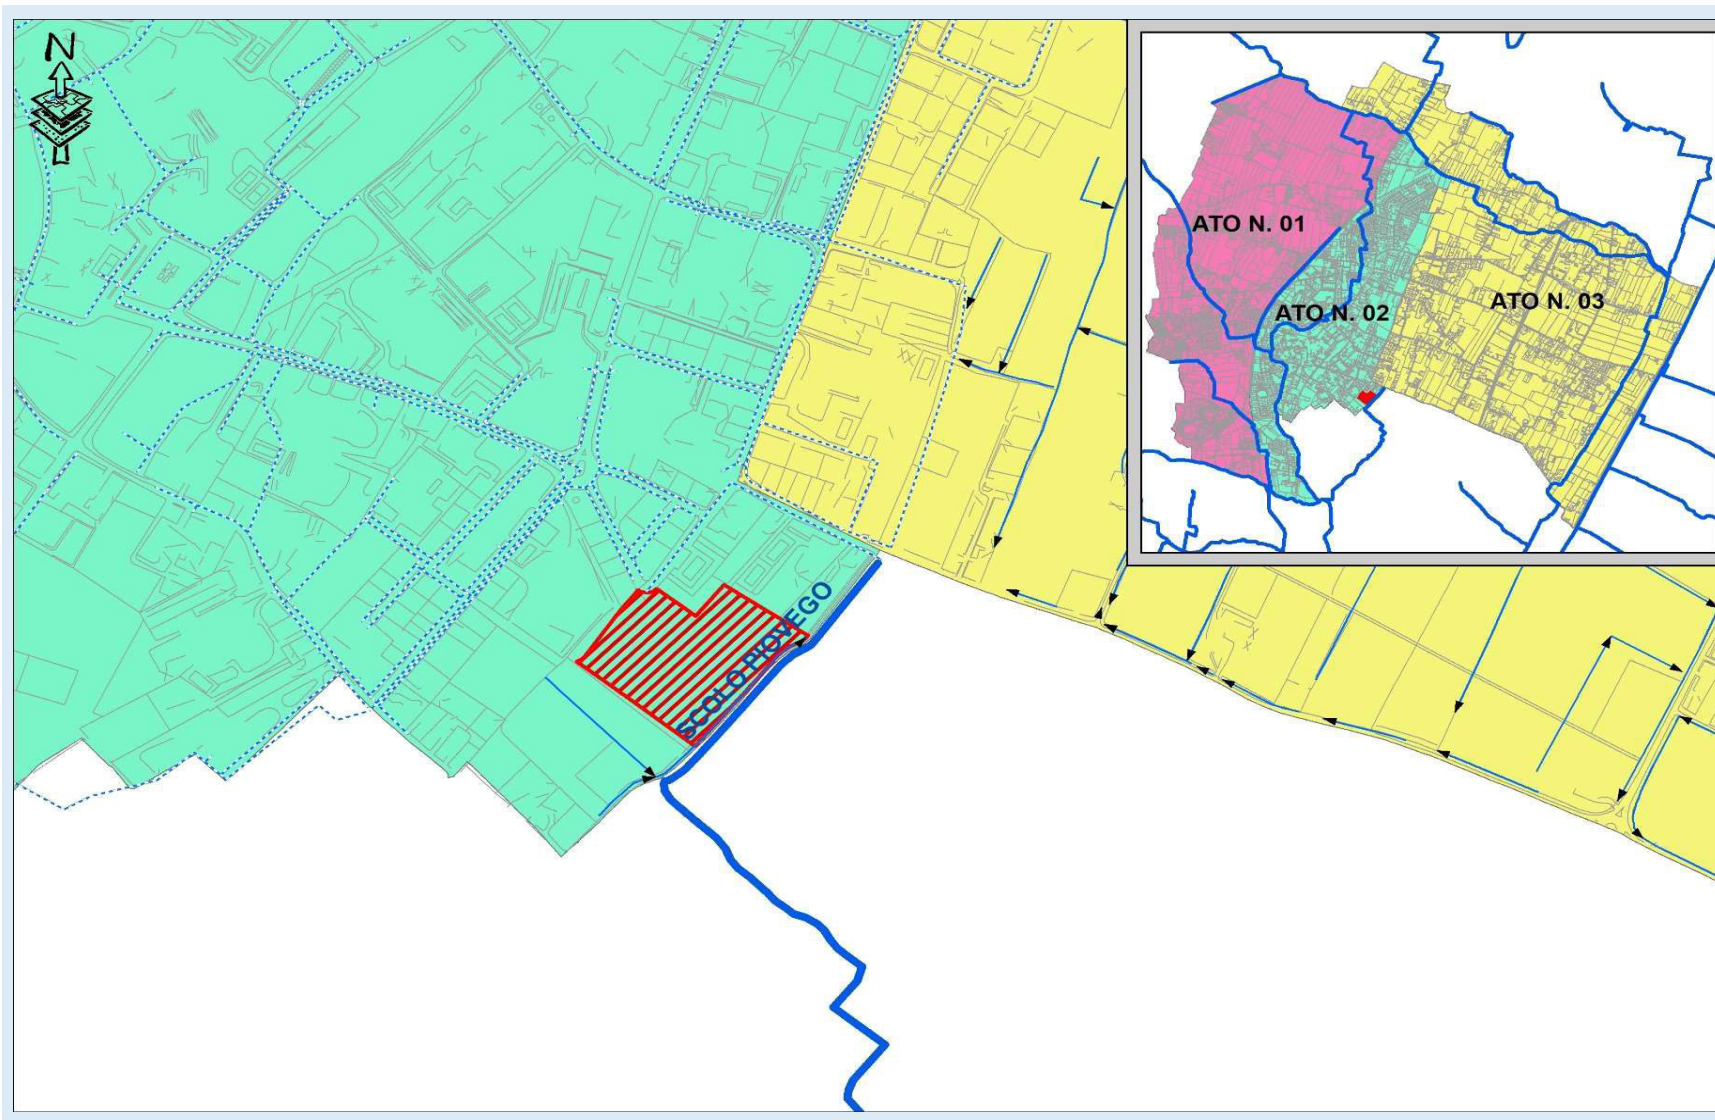 N
ATO N. 01
ATO N. 02
ATO N. 03
SCOLO PIOVEGO